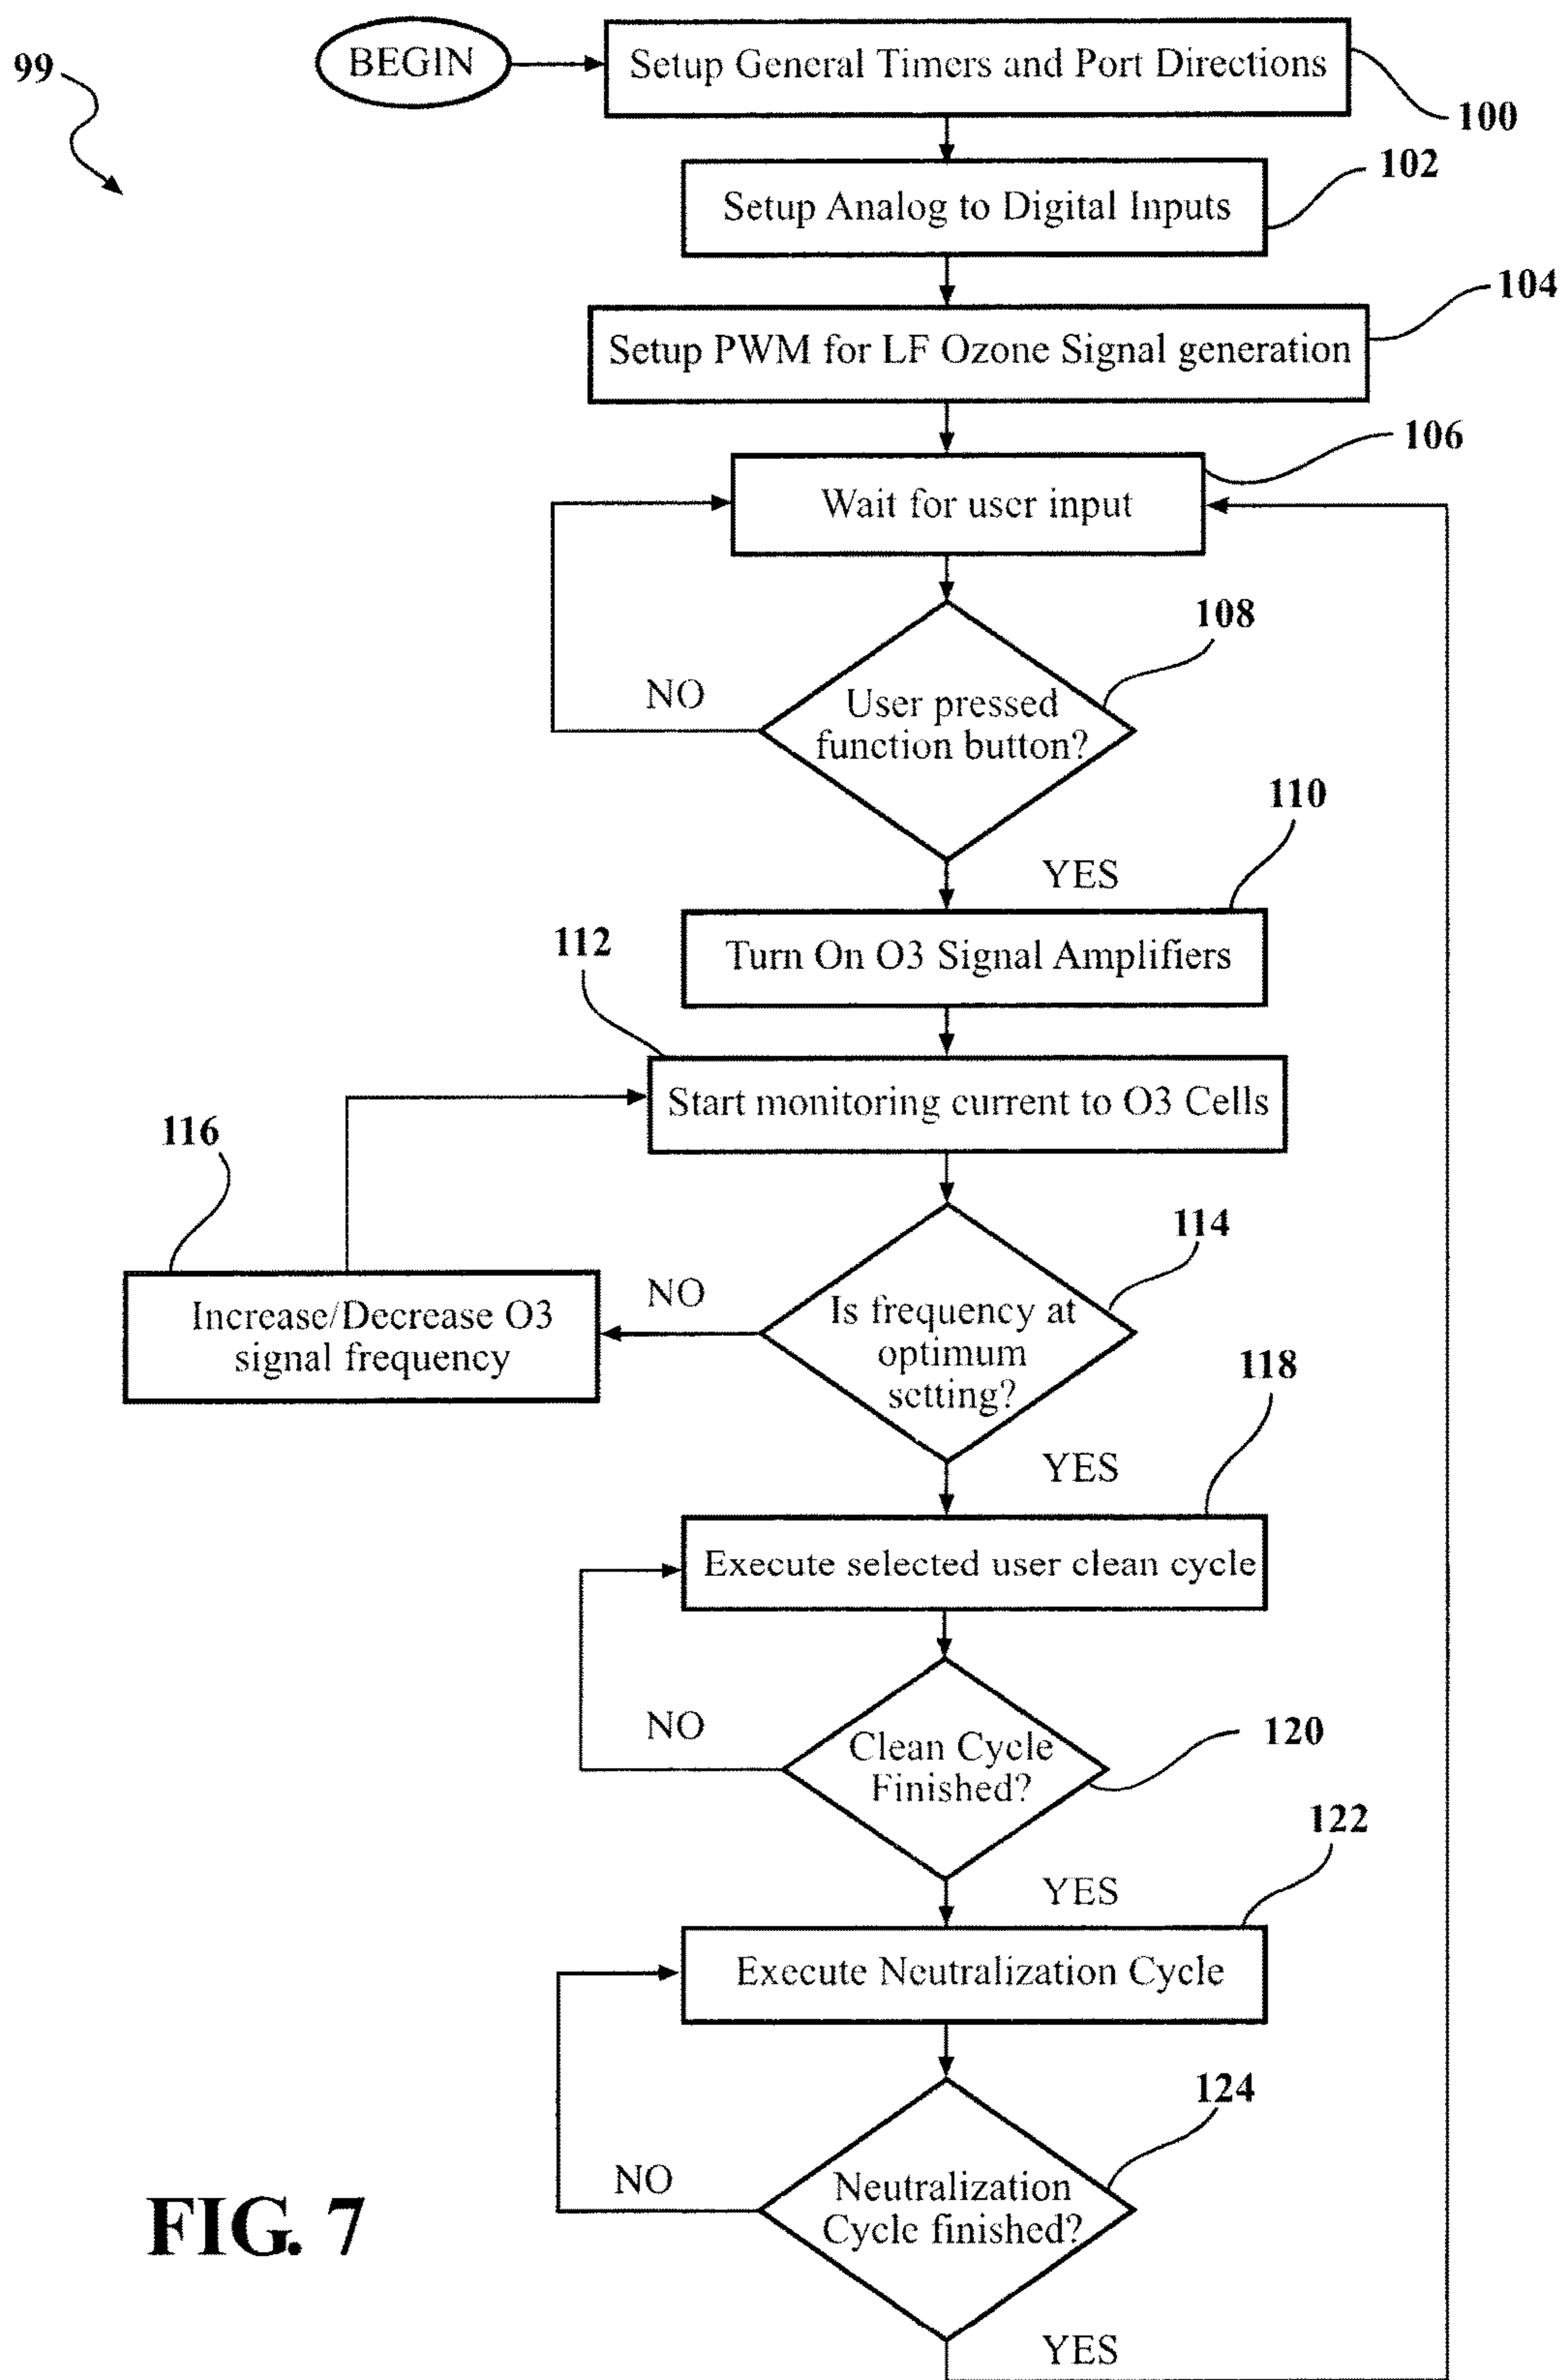 99
BEGIN
Setup General Timers and Port Directions
100
102
Setup Analog to Digital Inputs
104
Setup PWM for LF Ozone Signal generation
106
Wait for user input
108
NO
User pressed
function button?
110
YES
Turn On O3 Signal Amplifiers
112
Start monitoring current to O3 Cells
116
114
Increase/Decrease O3
signal frequency
NO
Is frequency at
optimum
setting?
118
YES
Execute selected user clean cycle
NO
Clean Cycle
Finished?
120
122
YES
Execute Neutralization Cycle
124
NO
Neutralization
Cycle finished?
FIG. 7
YES